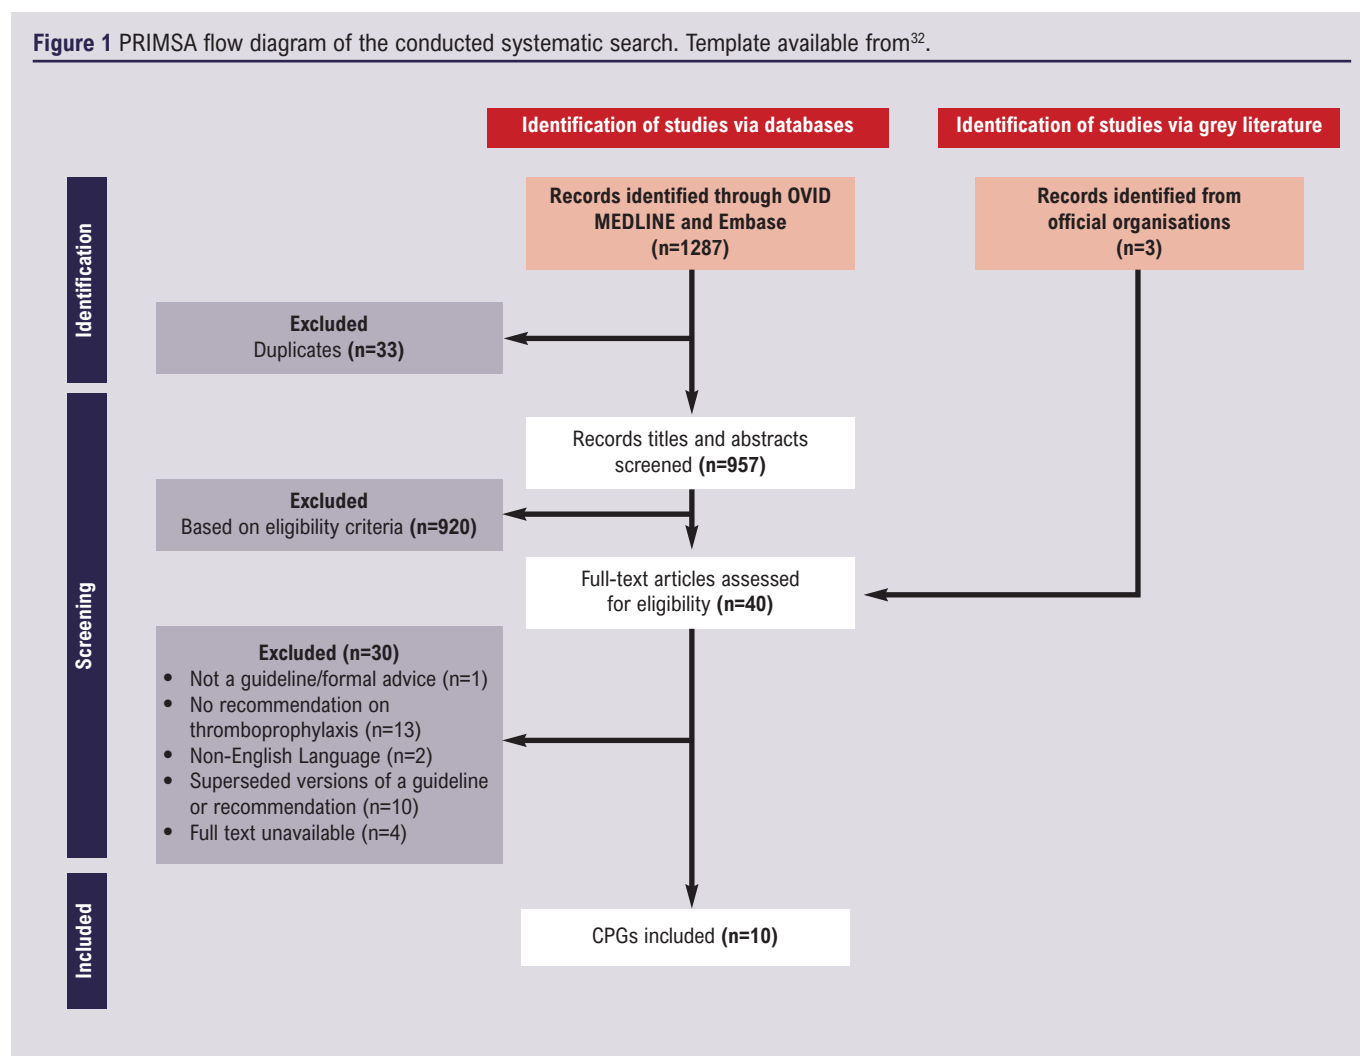 Figure 1 PRIMSA flow diagram of the conducted systematic search. Template available from32.
Identification of studies via databases
Identification of studies via grey literature
Identification
Records identified through OVID
MEDLINE and Embase
(n=1287)
Records identified from
official organisations
(n=3)
Excluded
Duplicates (n=33)
Screening
Records titles and abstracts
screened (n=957)
Excluded
Based on eligibility criteria (n=920)
Full-text articles assessed
for eligibility (n=40)
Excluded (n=30)
• Not a guideline/formal advice (n=1)
• No recommendation on
thromboprophylaxis (n=13)
• Non-English Language (n=2)
• Superseded versions of a guideline
or recommendation (n=10)
• Full text unavailable (n=4)
Included
CPGs included (n=10)